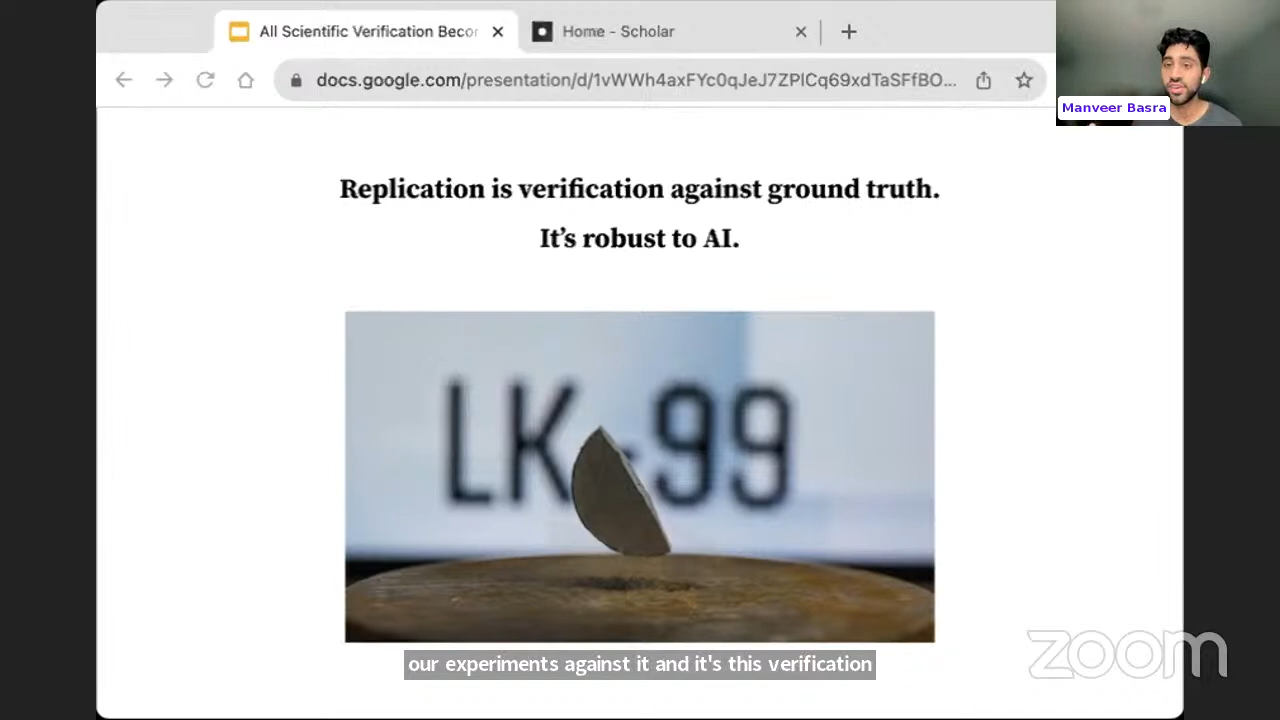 All Scientific Verification Becor
Home - Scholar
docs.google.com/presentation/d/1vWWh4axFYc0qJeJ7ZPlCq69xdTaSFfBO...
Manveer Basra
Replication is verification against ground truth.
It’s robust to AI.
LK-99
our experiments against it and it's this verification
zoom